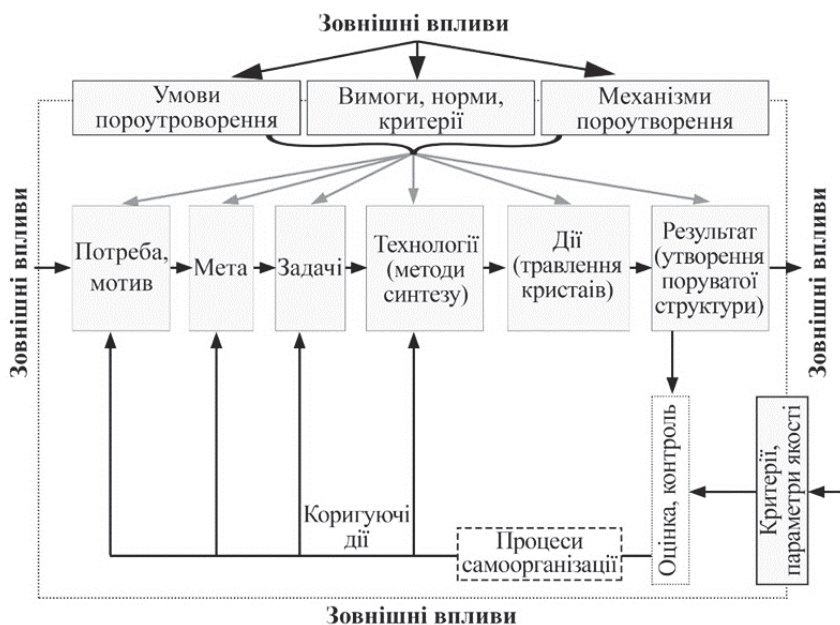 Зовнішні впливи
Умови
пороутроворення
Вимоги, норми,
критерії
Механізми
пороутворення
Зовнішні впливи
Потреба,
мотив
Мета
Задачі
Технології
(методи
синтезу)
Дії
(травлення
кристаів)
Результат
(утворення
поруватої
структури)
Зовнішні впливи
Оцінка, контроль
Критерії,
параметри якості
Коригуючі
дії
Процеси
самоорганізації
Зовнішні впливи